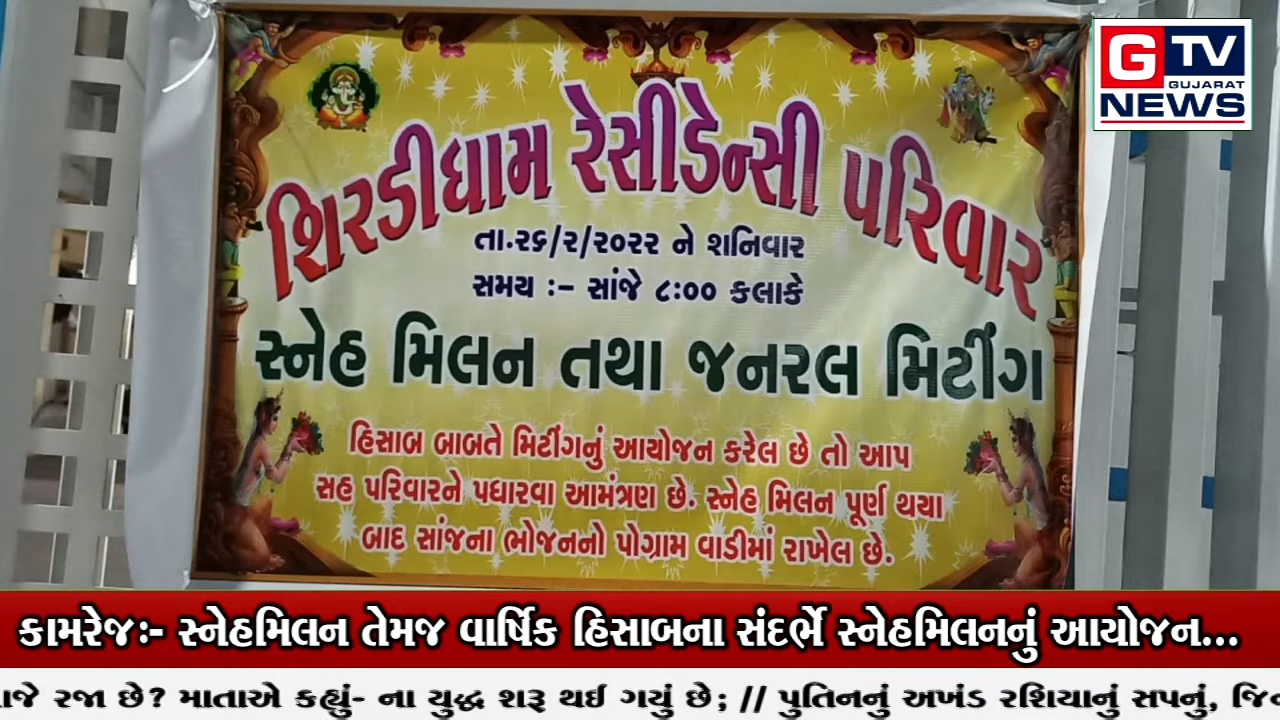 G TV
GUJARAT
NEWS
શિરડીધામ રેસીડેન્સી પરિવાર
તા.૨૬/૨/૨૦૨૨ ને શનિવાર
સમય :- સાંજે ૮:૦૦ કલાકે
સ્નેહ મિલન તથા જનરલ મિટીંગ
હિસાબ બાબતે મિટીંગનું આયોજન કરેલ છે તો આપ
સહ પરિવારને પધારવા આમંત્રણ છે. સ્નેહ મિલન પૂર્ણ થયા
બાદ સાંજના ભોજનનો પોગ્રામ વાડીમાં રાખેલ છે.
કામરેજઃ- સ્નેહમિલન તેમજ વાર્ષિક હિસાબના સંદર્ભે સ્નેહમિલનનું આયોજન...
રજા છે? માતાએ કહ્યું- ના યુદ્ધ શરૂ થઈ ગયું છે; // પુતિનનું અખંડ રશિયાનું સપનું,